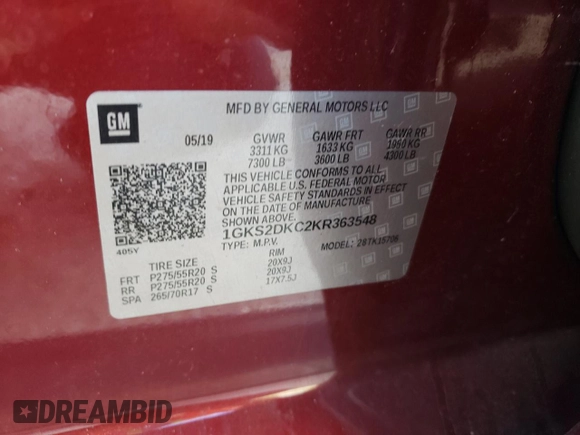 GM
MFD BY GENERAL MOTORS LLC
05/19 GVWR GAWR FRT GAWR RR
3311 KG 1633 KG 1950 KG
7300 LB 3600 LB 4300 LB
THIS VEHICLE CONFORMS TO ALL
APPLICABLE U.S. FEDERAL MOTOR
VEHICLE SAFETY STANDARDS IN EFFECT
ON THE DATE OF MANUFACTURE
SHOWN ABOVE.
1GKS2DKC2KR363548
TYPE: M.P.V. MODEL: 28TK15706
405Y
TIRE SIZE RIM
FRT P275/55R20 S 20X9J
RR P275/55R20 S 20X9J
SPA 265/70R17 S 17X7.5J
DREAMBID